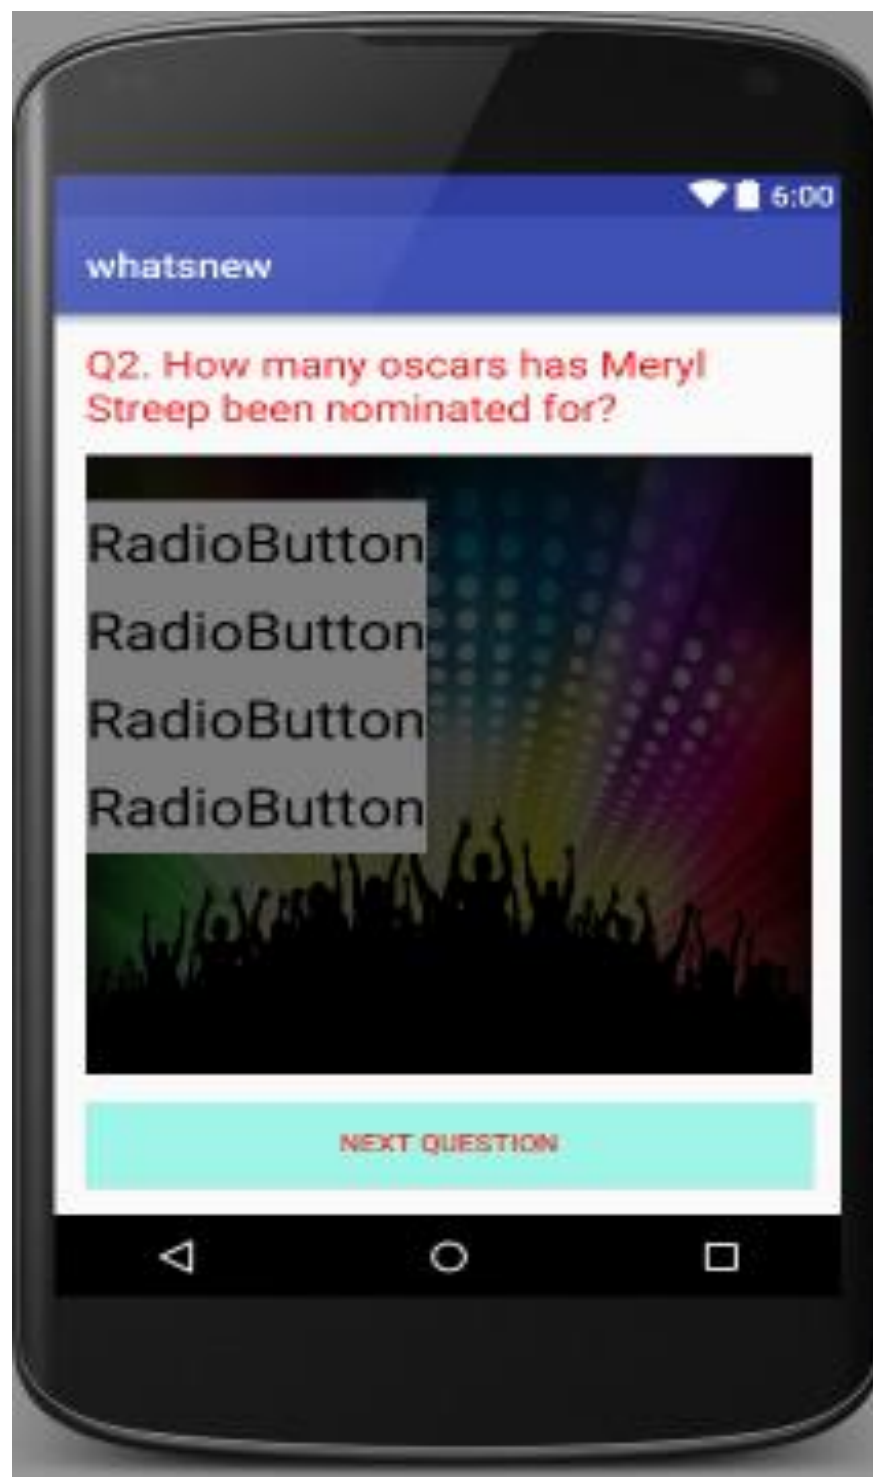 6:00
whatsnew
Q2. How many oscars has Meryl
Streep been nominated for?
RadioButton
RadioButton
RadioButton
RadioButton
NEXT QUESTION